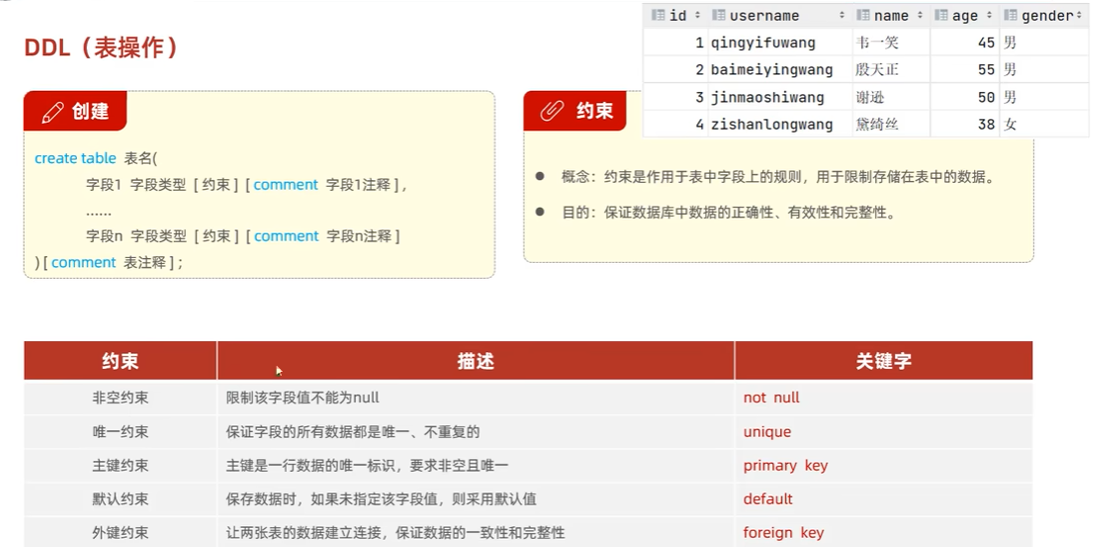 DDL（表操作）
id username name age gender
1 qingyifuwang 韦一笑 45 男
2 baimeiyingwang 殷天正 55 男
3 jinmaoshiwang 谢逊 50 男
4 zishanlongwang 黛绮丝 38 女
创建
create table 表名(
字段1 字段类型 [ 约束 ] [ comment 字段1注释 ] ,
......
字段n 字段类型 [ 约束 ] [ comment 字段n注释 ]
) [ comment 表注释 ] ;
约束
● 概念：约束是作用于表中字段上的规则，用于限制存储在表中的数据。
● 目的：保证数据库中数据的正确性、有效性和完整性。
约束 描述 关键字
非空约束 限制该字段值不能为null not null
唯一约束 保证字段的所有数据都是唯一、不重复的 unique
主键约束 主键是一行数据的唯一标识，要求非空且唯一 primary key
默认约束 保存数据时，如果未指定该字段值，则采用默认值 default
外键约束 让两张表的数据建立连接，保证数据的一致性和完整性 foreign key